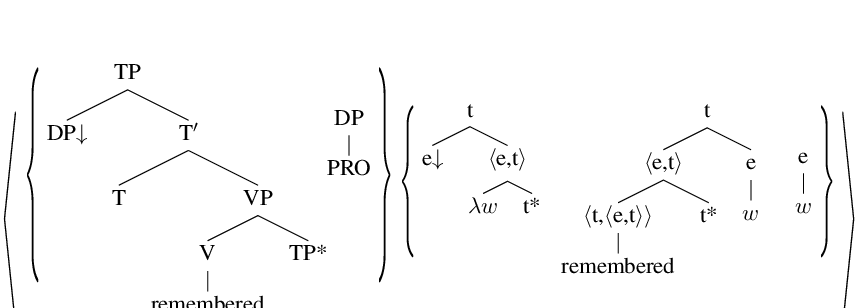 TP
DP↓ T′
DP
PRO
T VP
V TP*
remembered
t
e↓ ⟨e,t⟩
λw t*
t
⟨e,t⟩ e
w
⟨t,⟨e,t⟩⟩ t*
remembered
e
w